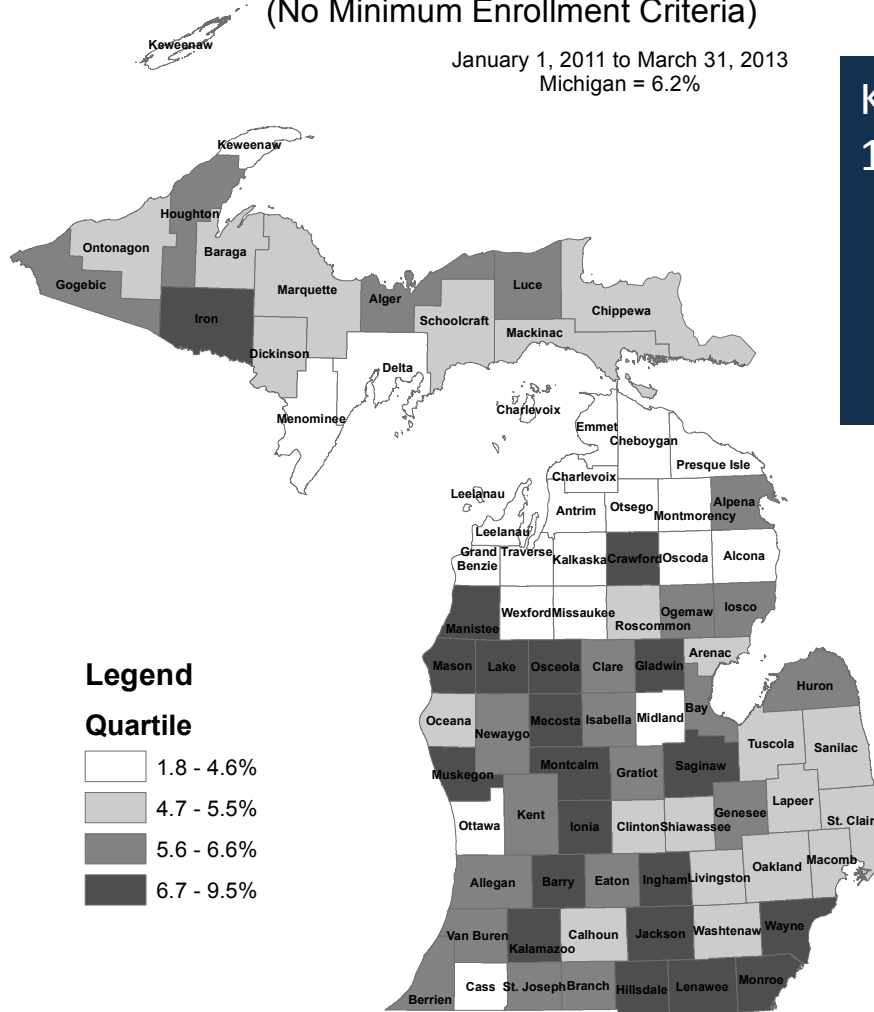 (No Minimum Enrollment Criteria)
January 1, 2011 to March 31, 2013
Michigan = 6.2%
K
1
Keweenaw
Keweenaw
Houghton
Ontonagon
Baraga
Gogebic
Marquette
Alger
Luce
Iron
Schoolcraft
Chippewa
Mackinac
Dickinson
Delta
Menominee
Charlevoix
Emmet
Cheboygan
Presque Isle
Charlevoix
Leelanau
Antrim
Otsego
Montmorency
Alpena
Leelanau
Grand Traverse
Benzie
Kalkaska
Crawford
Oscoda
Alcona
Manistee
Wexford
Missaukee
Roscommon
Ogemaw
Iosco
Mason
Lake
Osceola
Clare
Gladwin
Arenac
Huron
Oceana
Newaygo
Mecosta
Isabella
Midland
Bay
Tuscola
Sanilac
Muskegon
Montcalm
Gratiot
Saginaw
Ottawa
Kent
Ionia
Clinton
Shiawassee
Genesee
Lapeer
St. Clair
Allegan
Barry
Eaton
Ingham
Livingston
Oakland
Macomb
Van Buren
Kalamazoo
Calhoun
Jackson
Washtenaw
Wayne
Berrien
Cass
St. Joseph
Branch
Hillsdale
Lenawee
Monroe
Legend
Quartile
1.8 - 4.6%
4.7 - 5.5%
5.6 - 6.6%
6.7 - 9.5%